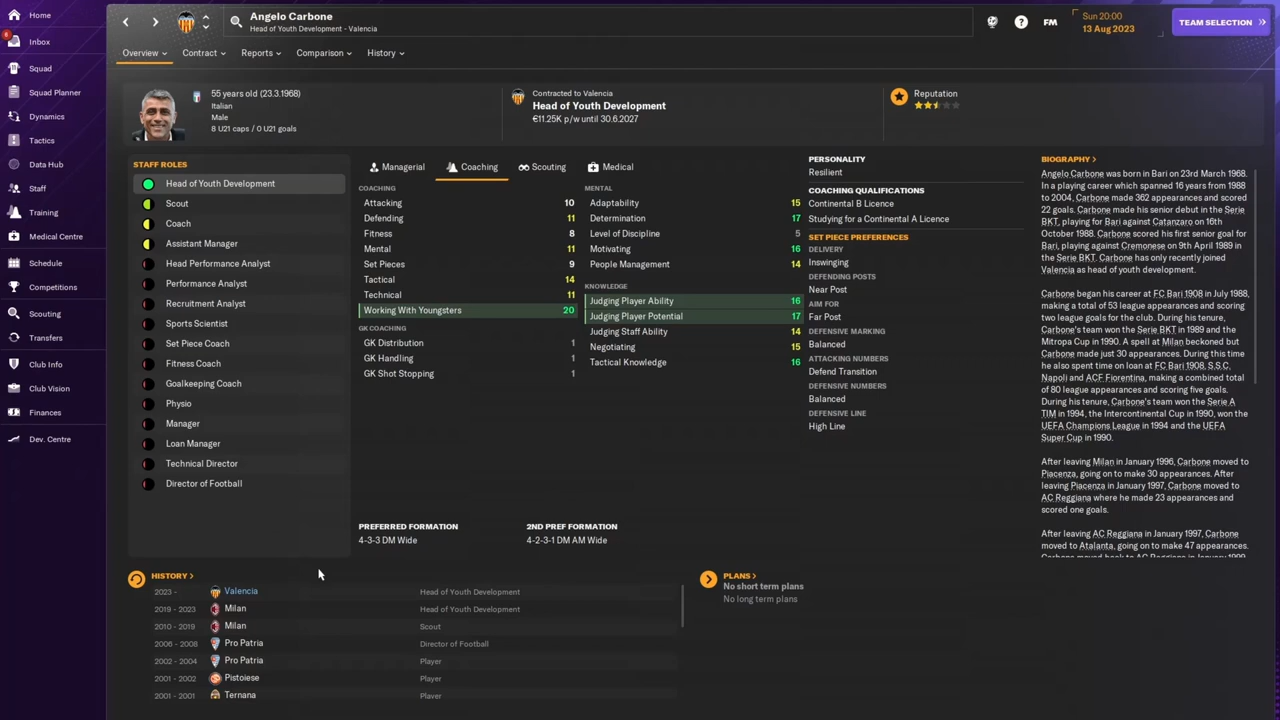 Home
Inbox
Squad
Squad Planner
Dynamics
Tactics
Data Hub
Staff
Training
Medical Centre
Schedule
Competitions
Scouting
Transfers
Club Info
Club Vision
Finances
Dev. Centre
Angelo Carbone
Head of Youth Development - Valencia
?
FM
Sun 20:00
13 Aug 2023
TEAM SELECTION
Overview
Contract
Reports
Comparison
History
55 years old (23.3.1968)
Italian
Male
8 U21 caps / 0 U21 goals
Contracted to Valencia
Head of Youth Development
€11.25K p/w until 30.6.2027
Reputation
STAFF ROLES
Head of Youth Development
Scout
Coach
Assistant Manager
Head Performance Analyst
Performance Analyst
Recruitment Analyst
Sports Scientist
Set Piece Coach
Fitness Coach
Goalkeeping Coach
Physio
Manager
Loan Manager
Technical Director
Director of Football
Managerial
Coaching
Scouting
Medical
COACHING
Attacking 10
Defending 11
Fitness 8
Mental 11
Set Pieces 9
Tactical 14
Technical 11
Working With Youngsters 20
GK COACHING
GK Distribution 1
GK Handling 1
GK Shot Stopping 1
MENTAL
Adaptability 15
Determination 17
Level of Discipline 5
Motivating 16
People Management 14
KNOWLEDGE
Judging Player Ability 16
Judging Player Potential 17
Judging Staff Ability 14
Negotiating 15
Tactical Knowledge 16
PREFERRED FORMATION
4-3-3 DM Wide
2ND PREF FORMATION
4-2-3-1 DM AM Wide
PERSONALITY
Resilient
COACHING QUALIFICATIONS
Continental B Licence
Studying for a Continental A Licence
SET PIECE PREFERENCES
DELIVERY
Inswinging
DEFENDING POSTS
Near Post
AIM FOR
Far Post
DEFENSIVE MARKING
Balanced
ATTACKING NUMBERS
Defend Transition
DEFENSIVE NUMBERS
Balanced
DEFENSIVE LINE
High Line
BIOGRAPHY >
Angelo Carbone was born in Bari on 23rd March 1968.
In a playing career which spanned 16 years from 1988
to 2004, Carbone made 362 appearances and scored
22 goals. Carbone made his senior debut in the Serie
BKT, playing for Bari against Catanzaro on 16th
October 1988. Carbone scored his first senior goal for
Bari, playing against Cremonese on 9th April 1989 in
the Serie BKT. Carbone has only recently joined
Valencia as head of youth development.
Carbone began his career at FC Bari 1908 in July 1988,
making a total of 53 league appearances and scoring
two league goals for the club. During his tenure,
Carbone's team won the Serie BKT in 1989 and the
Mitropa Cup in 1990. A spell at Milan beckoned but
Carbone made just 30 appearances. During this time
he also spent time on loan at FC Bari 1908, S.S.C.
Napoli and ACF Fiorentina, making a combined total
of 80 league appearances and scoring five goals.
During his tenure, Carbone's team won the Serie A
TIM in 1994, the Intercontinental Cup in 1990, won the
UEFA Champions League in 1994 and the UEFA
Super Cup in 1990.
After leaving Milan in January 1996, Carbone moved to
Piacenza, going on to make 30 appearances. After
leaving Piacenza in January 1997, Carbone moved to
AC Reggiana where he made 23 appearances and
scored one goals.
After leaving AC Reggiana in January 1997, Carbone
moved to Atalanta, going on to make 47 appearances.
Carbone moved back to AC Reggiana in January 1999,
HISTORY >
2023 - Valencia Head of Youth Development
2019 - 2023 Milan Head of Youth Development
2010 - 2019 Milan Scout
2006 - 2008 Pro Patria Director of Football
2002 - 2004 Pro Patria Player
2001 - 2002 Pistoiese Player
2001 - 2001 Ternana Player
PLANS >
No short term plans
No long term plans